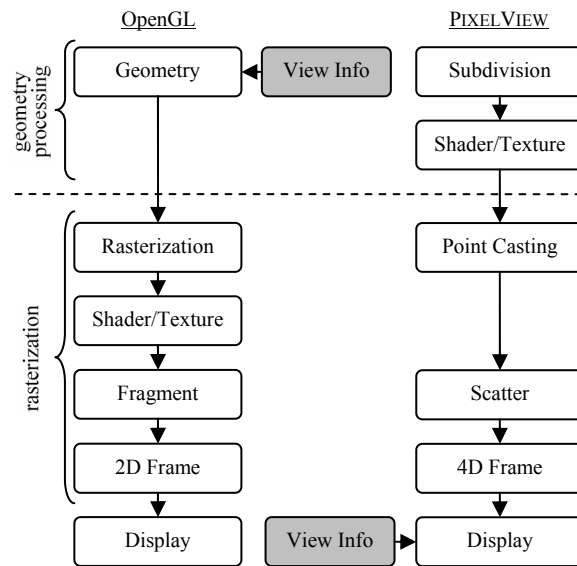 OpenGL
PIXELVIEW
geometry
processing
Geometry
View Info
Subdivision
Shader/Texture
rasterization
Rasterization
Point Casting
Shader/Texture
Fragment
Scatter
2D Frame
4D Frame
Display
View Info
Display